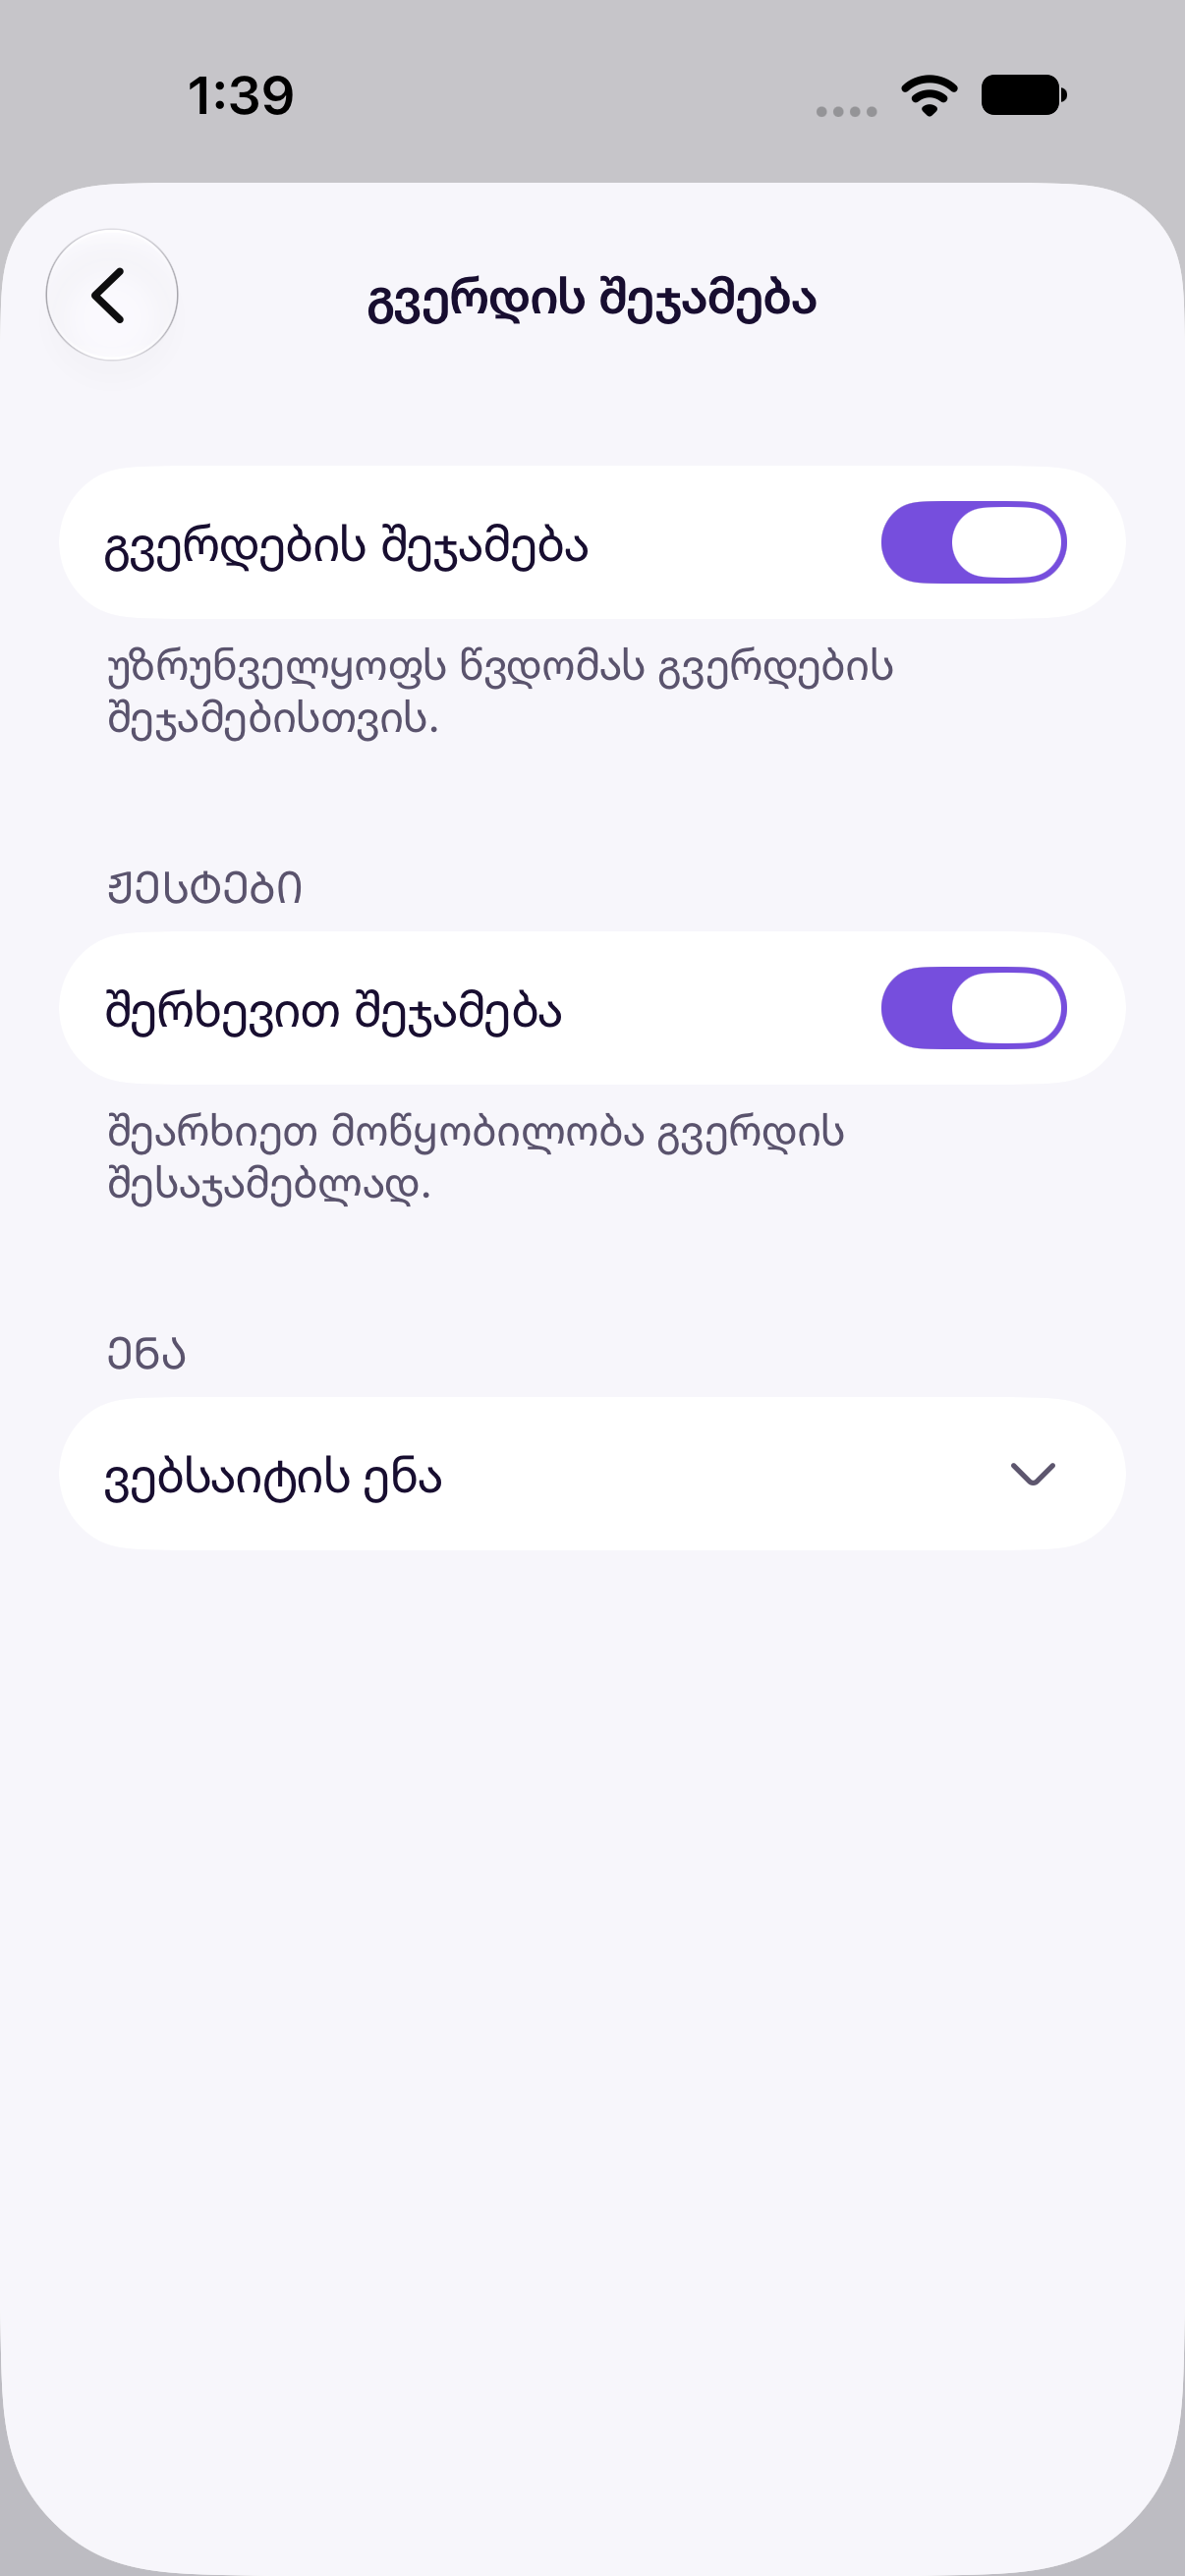 1:39
გვერდის შეჯამება
გვერდების შეჯამება
უზრუნველყოფს წვდომას გვერდების
შეჯამებისთვის.
ᲟᲔᲡᲢᲔᲑᲘ
შერხევით შეჯამება
შეარხიეთ მოწყობილობა გვერდის
შესაჯამებლად.
ᲔᲜᲐ
ვებსაიტის ენა